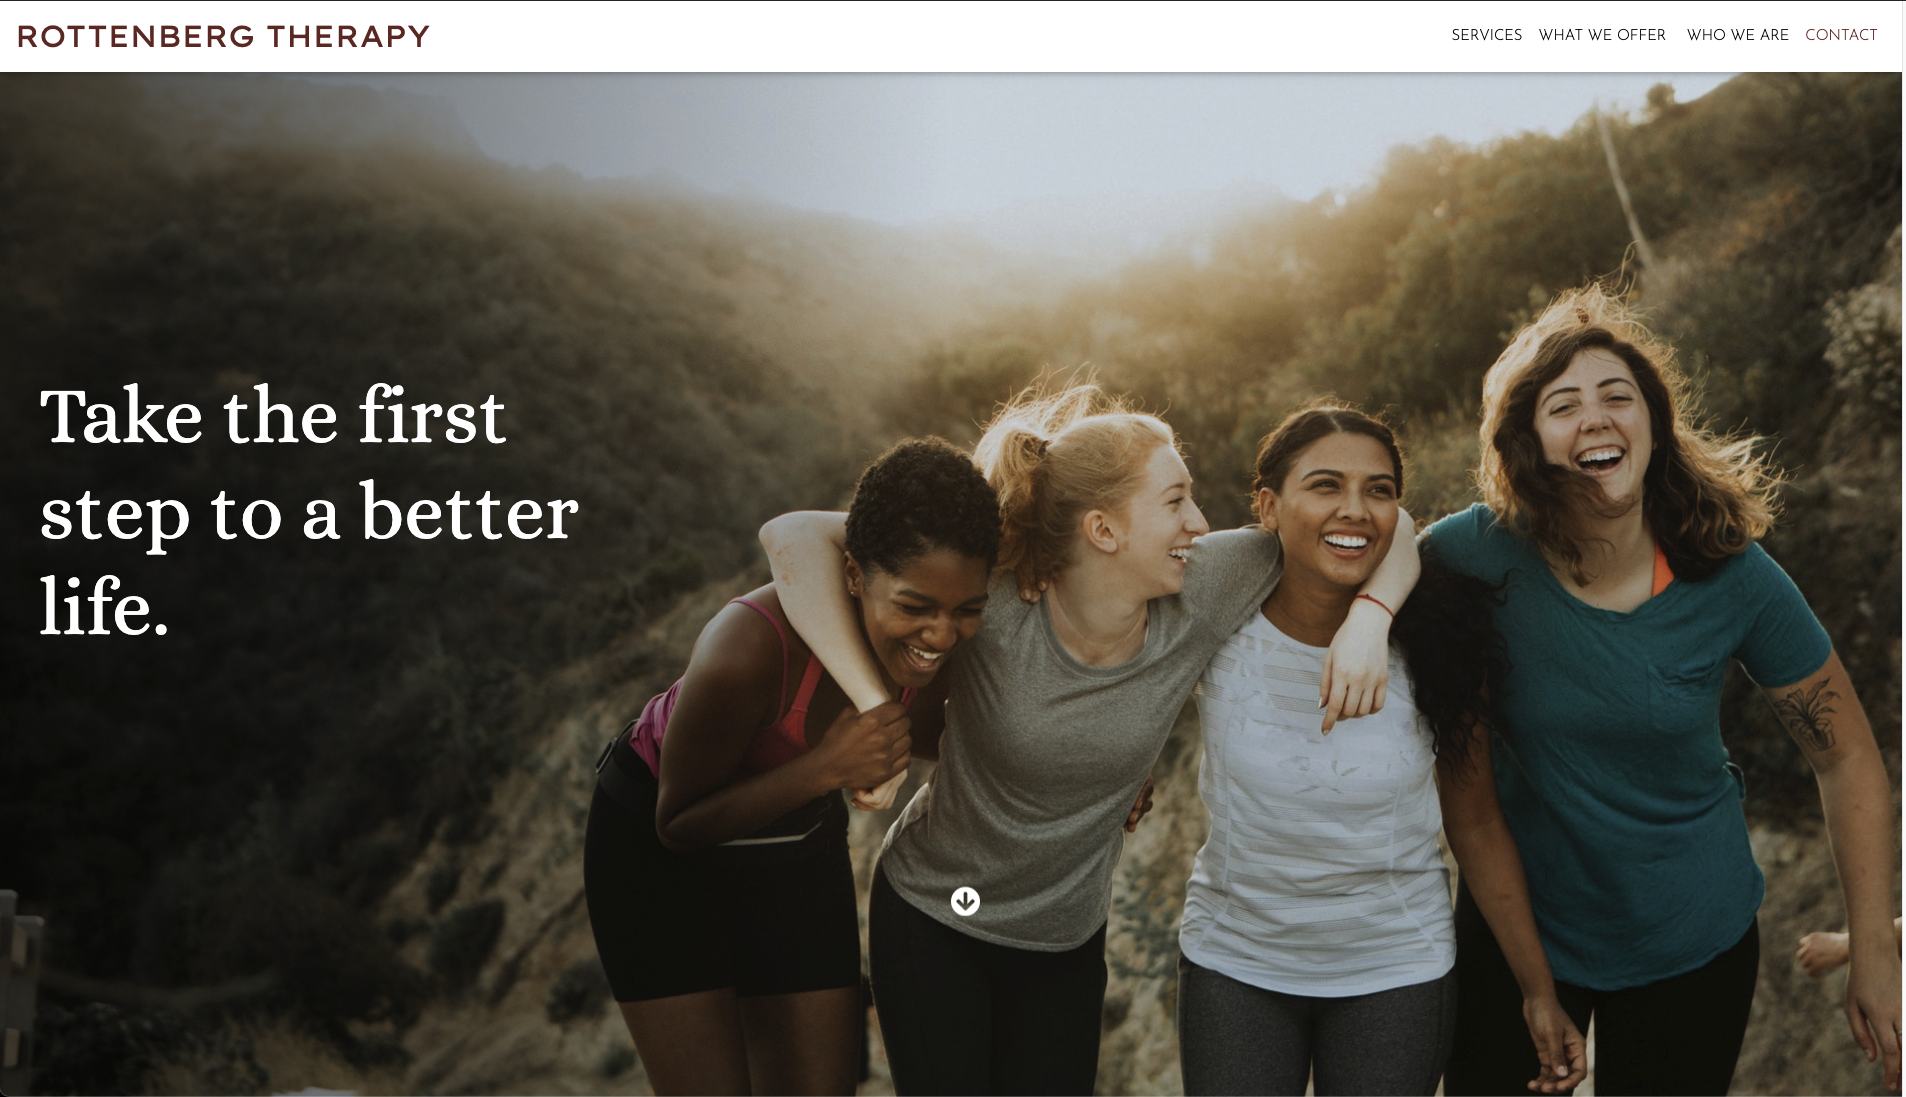 ROTTENBERG THERAPY
SERVICES WHAT WE OFFER WHO WE ARE CONTACT
Take the first
step to a better
life.